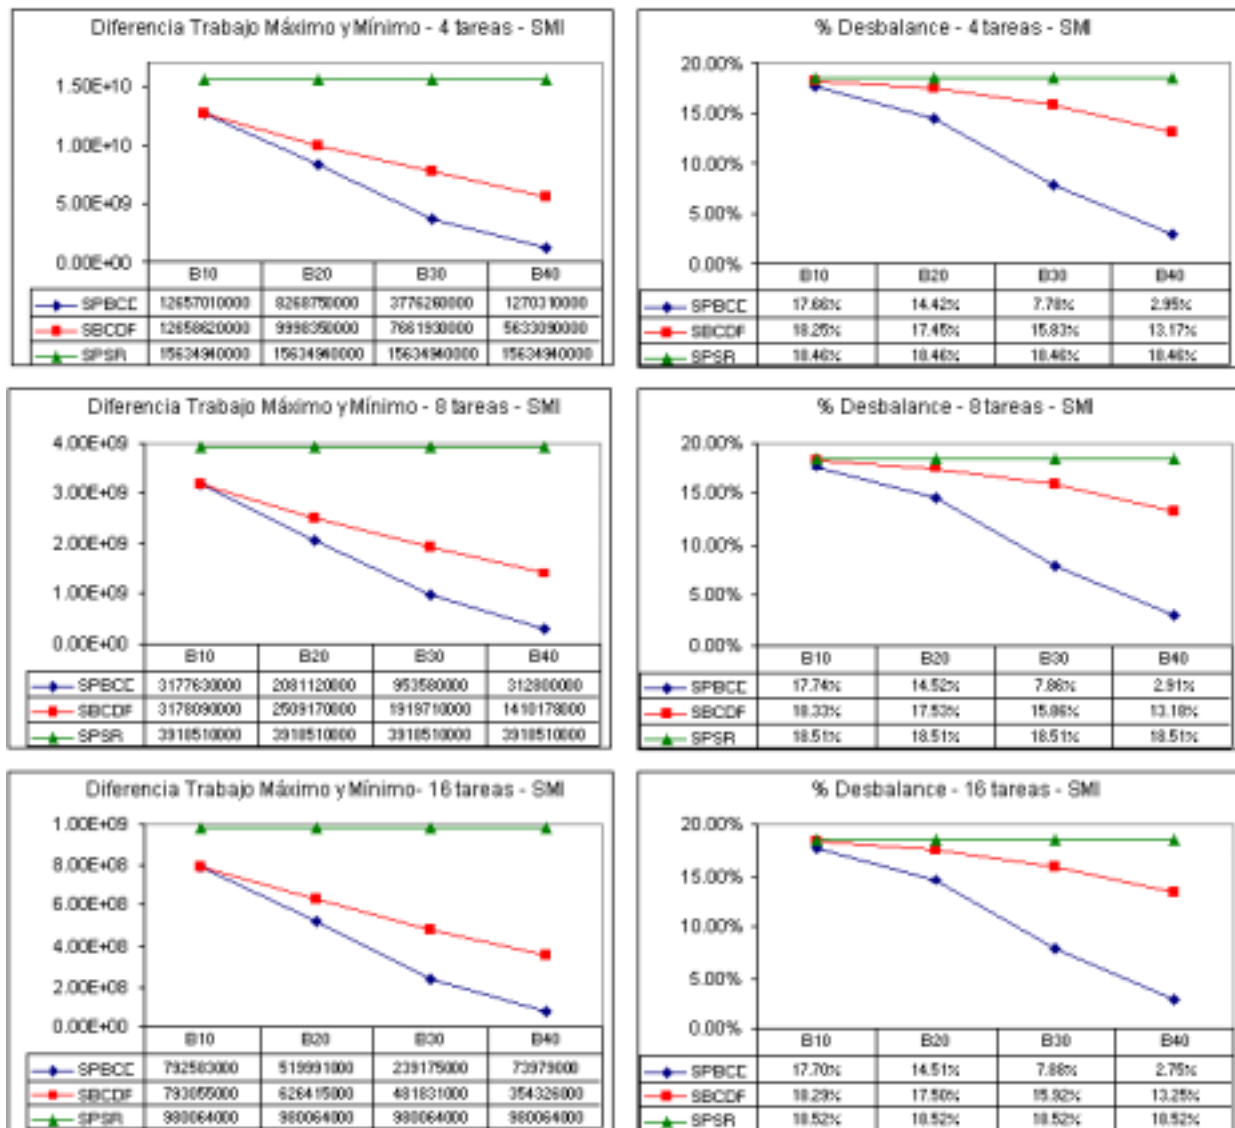 Diferencia Trabajo Máximo y Mínimo - 4 tareas - SMI
1.50E+10
1.00E+10
5.00E+09
0.00E+00
B10 B20 B30 B40
SPBCE 12657010000 8268750000 3776260000 1270310000
SBCDF 12658620000 9998350000 7661930000 5633090000
SPSR 15634940000 15634940000 15634940000 15634940000
% Desbalance - 4 tareas - SMI
20.00%
15.00%
10.00%
5.00%
0.00%
B10 B20 B30 B40
SPBCE 17.66% 14.42% 7.78% 2.95%
SBCDF 18.25% 17.45% 15.83% 13.17%
SPSR 18.46% 18.46% 18.46% 18.46%
Diferencia Trabajo Máximo y Mínimo - 8 tareas - SMI
4.00E+09
3.00E+09
2.00E+09
1.00E+09
0.00E+00
B10 B20 B30 B40
SPBCE 3177630000 2081120000 953580000 312800000
SBCDF 3178090000 2509170000 1919710000 1410178000
SPSR 3918510000 3918510000 3918510000 3918510000
% Desbalance - 8 tareas - SMI
20.00%
15.00%
10.00%
5.00%
0.00%
B10 B20 B30 B40
SPBCE 17.74% 14.52% 7.86% 2.91%
SBCDF 18.33% 17.53% 15.86% 13.18%
SPSR 18.51% 18.51% 18.51% 18.51%
Diferencia Trabajo Máximo y Mínimo- 16 tareas - SMI
1.00E+09
8.00E+08
6.00E+08
4.00E+08
2.00E+08
0.00E+00
B10 B20 B30 B40
SPBCE 792583000 519991000 239175000 73979000
SBCDF 793055000 626415000 481831000 354326000
SPSR 980064000 980064000 980064000 980064000
% Desbalance - 16 tareas - SMI
20.00%
15.00%
10.00%
5.00%
0.00%
B10 B20 B30 B40
SPBCE 17.70% 14.51% 7.88% 2.75%
SBCDF 18.29% 17.50% 15.92% 13.25%
SPSR 18.52% 18.52% 18.52% 18.52%